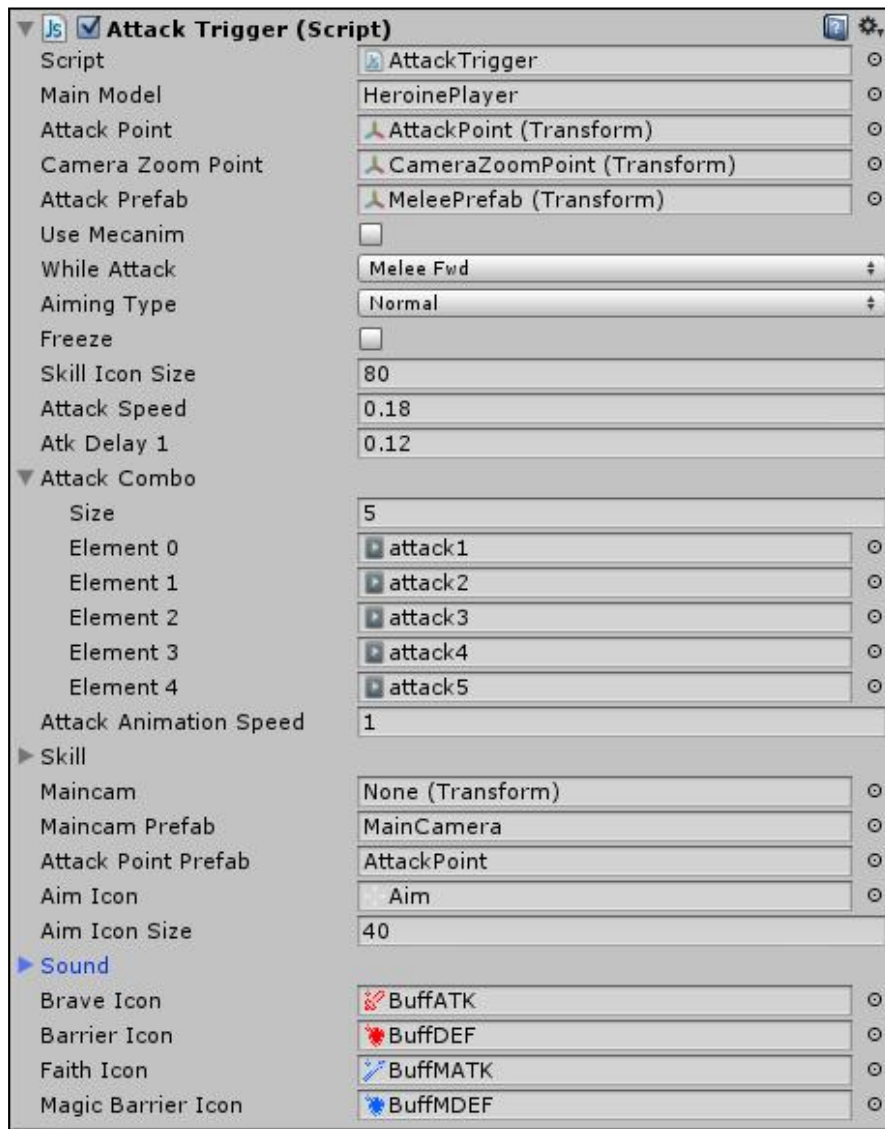 Js Attack Trigger (Script)
Script AttackTrigger
Main Model HeroinePlayer
Attack Point AttackPoint (Transform)
Camera Zoom Point CameraZoomPoint (Transform)
Attack Prefab MeleePrefab (Transform)
Use Mecanim
While Attack Melee Fwd
Aiming Type Normal
Freeze
Skill Icon Size 80
Attack Speed 0.18
Atk Delay 1 0.12
Attack Combo
Size 5
Element 0 attack1
Element 1 attack2
Element 2 attack3
Element 3 attack4
Element 4 attack5
Attack Animation Speed 1
Skill
Maincam None (Transform)
Maincam Prefab MainCamera
Attack Point Prefab AttackPoint
Aim Icon Aim
Aim Icon Size 40
Sound
Brave Icon BuffATK
Barrier Icon BuffDEF
Faith Icon BuffMATK
Magic Barrier Icon BuffMDEF